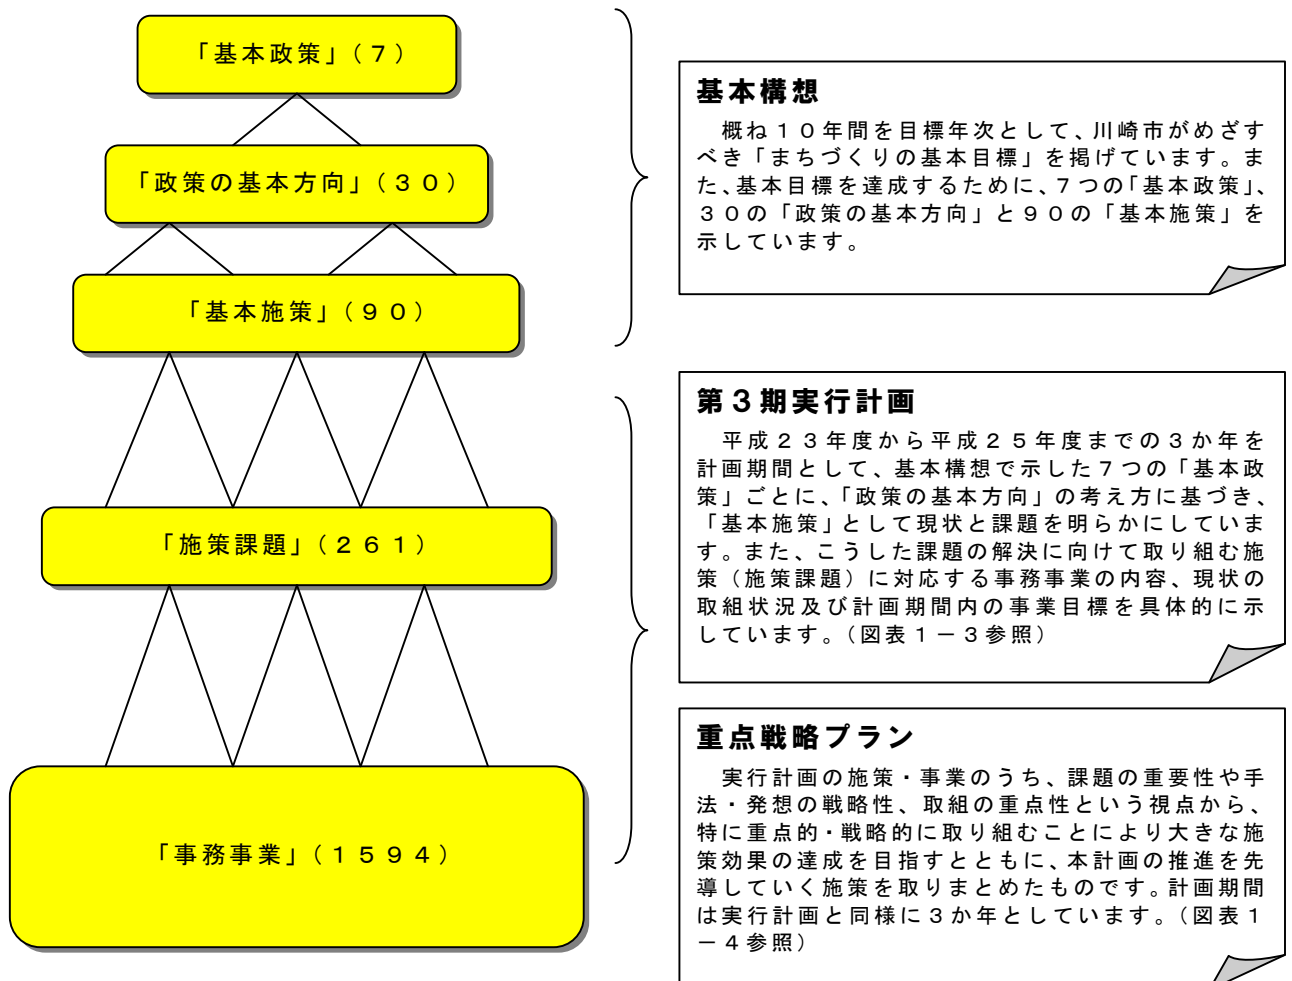 「基本政策」(7)
「政策の基本方向」(30)
「基本施策」(90)
「施策課題」(261)
「事務事業」(1594)
基本構想
概ね10年間を目標年次として、川崎市がめざす
べき「まちづくりの基本目標」を掲げています。ま
た、基本目標を達成するために、7つの「基本政策」、
30の「政策の基本方向」と90の「基本施策」を
示しています。
第3期実行計画
平成23年度から平成25年度までの3か年を
計画期間として、基本構想で示した7つの「基本政
策」ごとに、「政策の基本方向」の考え方に基づき、
「基本施策」として現状と課題を明らかにしていま
す。また、こうした課題の解決に向けて取り組む施
策(施策課題)に対応する事務事業の内容、現状の
取組状況及び計画期間内の事業目標を具体的に示
しています。(図表1-3参照)
重点戦略プラン
実行計画の施策・事業のうち、課題の重要性や手
法・発想の戦略性、取組の重点性という視点から、
特に重点的・戦略的に取り組むことにより大きな施
策効果の達成を目指すとともに、本計画の推進を先
導していく施策を取りまとめたものです。計画期間
は実行計画と同様に3か年としています。(図表1
-4参照)